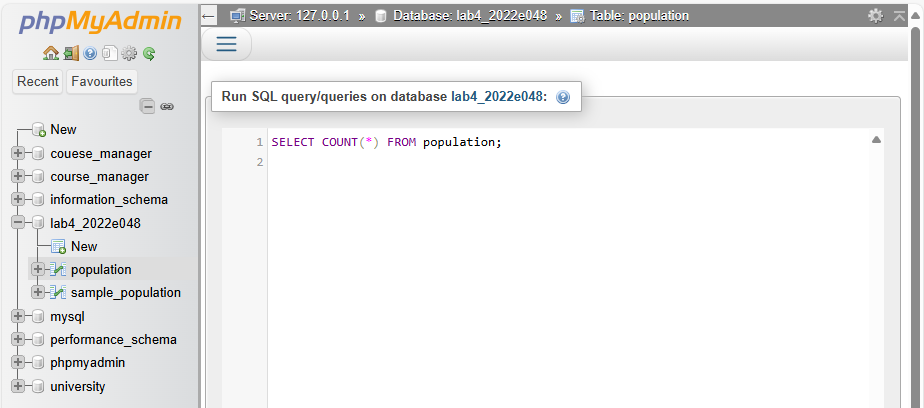 phpMyAdmin
Recent Favourites
New
couese_manager
course_manager
information_schema
lab4_2022e048
New
population
sample_population
mysql
performance_schema
phpmyadmin
university
Server: 127.0.0.1 » Database: lab4_2022e048 » Table: population
Run SQL query/queries on database lab4_2022e048:
1 SELECT COUNT(*) FROM population;
2